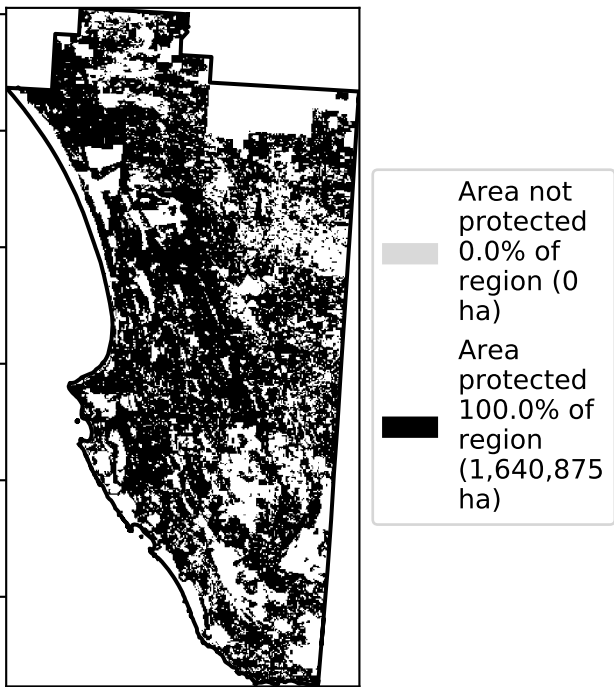 Area not
protected
0.0% of
region (0
ha)
Area
protected
100.0% of
region
(1,640,875
ha)